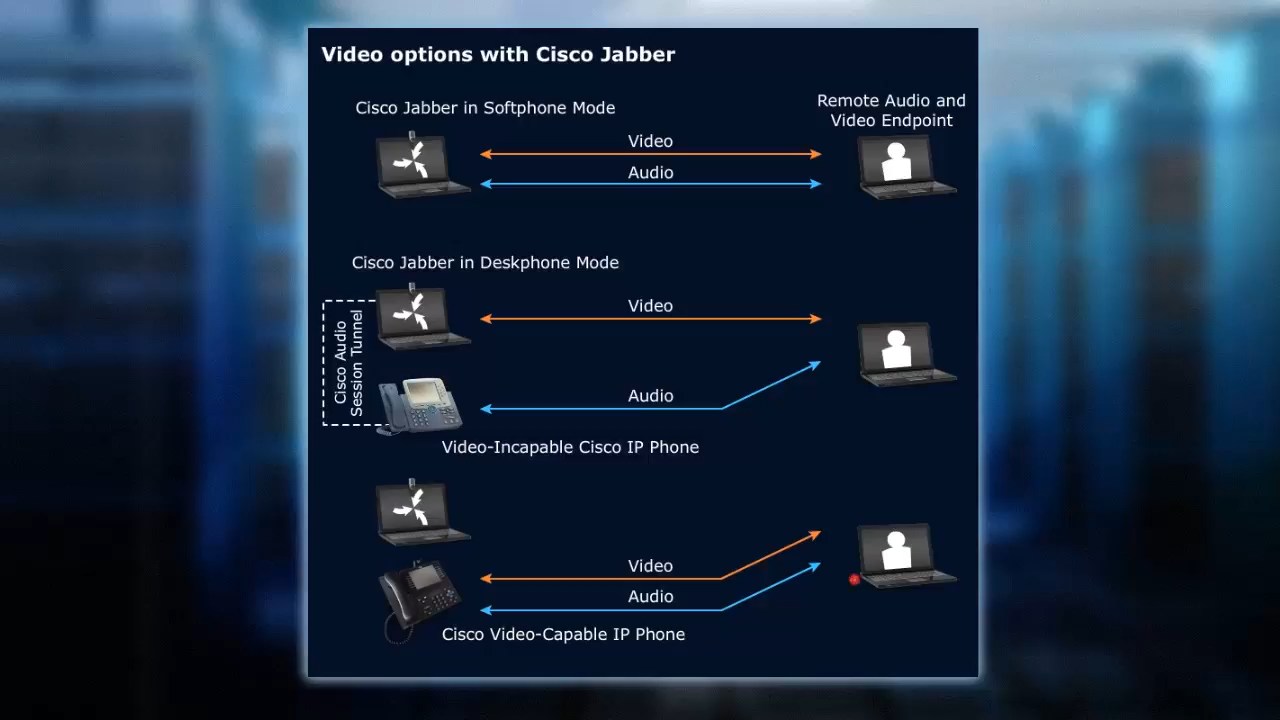 Video options with Cisco Jabber
Cisco Jabber in Softphone Mode
Remote Audio and
Video Endpoint
Video
Audio
Cisco Jabber in Deskphone Mode
Video
Cisco Audio
Session Tunnel
Audio
Video-Incapable Cisco IP Phone
Video
Audio
Cisco Video-Capable IP Phone